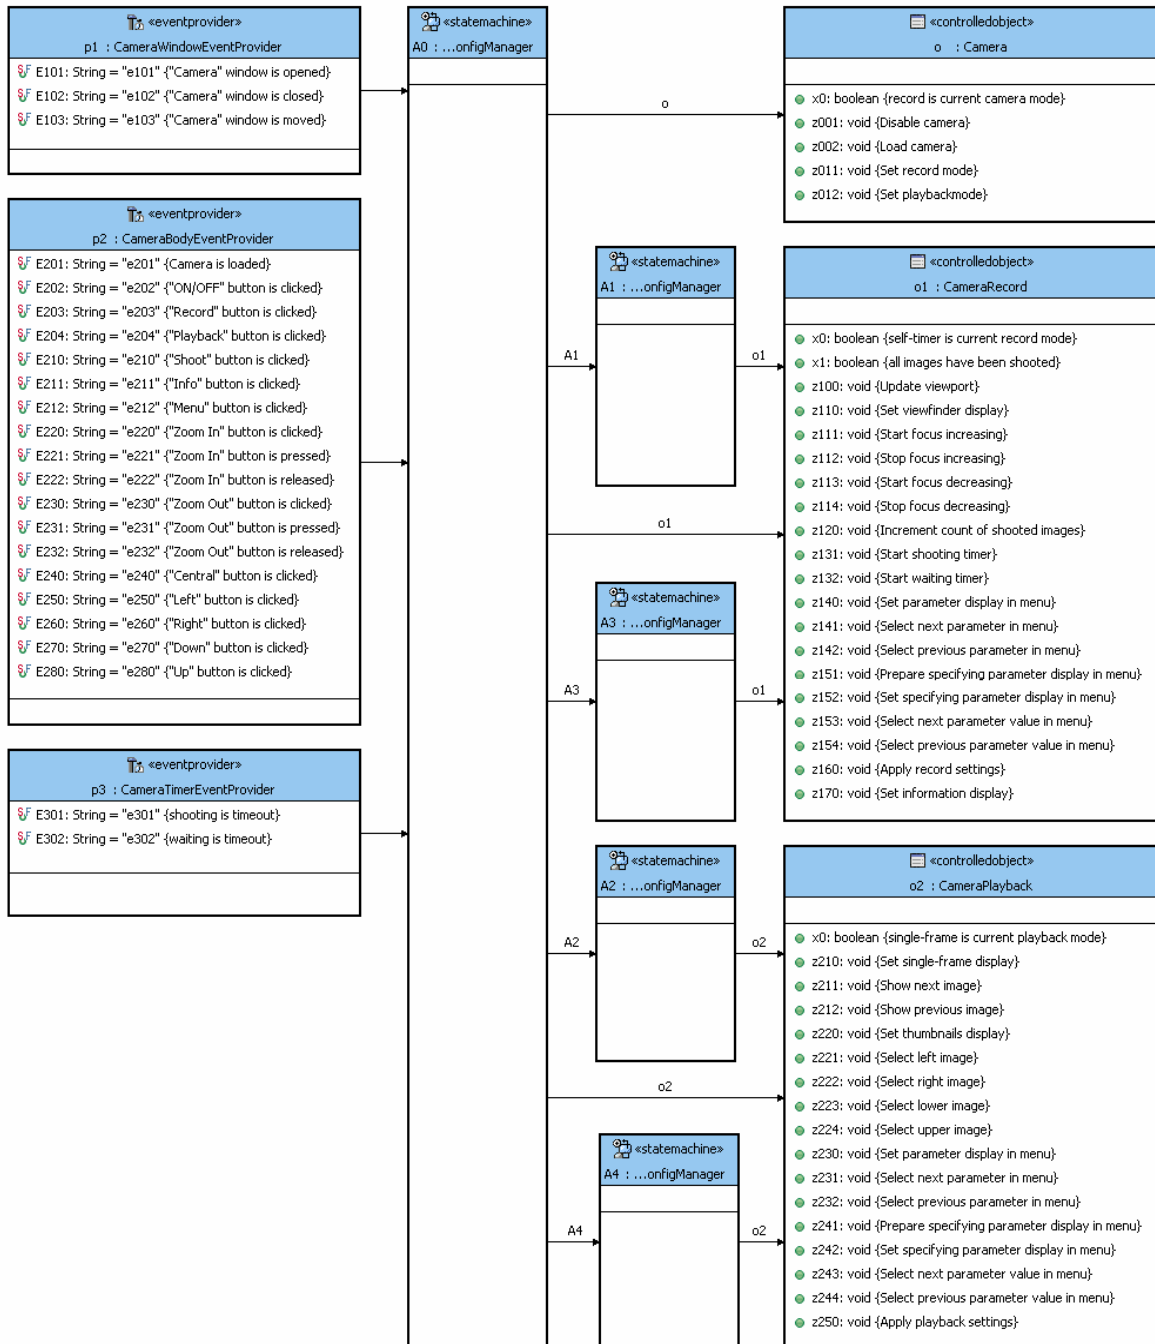 «eventprovider»
p1 : CameraWindowEventProvider
E101: String = "e101" {"Camera" window is opened}
E102: String = "e102" {"Camera" window is closed}
E103: String = "e103" {"Camera" window is moved}
«eventprovider»
p2 : CameraBodyEventProvider
E201: String = "e201" {Camera is loaded}
E202: String = "e202" {"ON/OFF" button is clicked}
E203: String = "e203" {"Record" button is clicked}
E204: String = "e204" {"Playback" button is clicked}
E210: String = "e210" {"Shoot" button is clicked}
E211: String = "e211" {"Info" button is clicked}
E212: String = "e212" {"Menu" button is clicked}
E220: String = "e220" {"Zoom In" button is clicked}
E221: String = "e221" {"Zoom In" button is pressed}
E222: String = "e222" {"Zoom In" button is released}
E230: String = "e230" {"Zoom Out" button is clicked}
E231: String = "e231" {"Zoom Out" button is pressed}
E232: String = "e232" {"Zoom Out" button is released}
E240: String = "e240" {"Central" button is clicked}
E250: String = "e250" {"Left" button is clicked}
E260: String = "e260" {"Right" button is clicked}
E270: String = "e270" {"Down" button is clicked}
E280: String = "e280" {"Up" button is clicked}
«eventprovider»
p3 : CameraTimerEventProvider
E301: String = "e301" {shooting is timeout}
E302: String = "e302" {waiting is timeout}
«statemachine»
A0 : ...onfigManager
o
«controlledobject»
o : Camera
x0: boolean {record is current camera mode}
z001: void {Disable camera}
z002: void {Load camera}
z011: void {Set record mode}
z012: void {Set playbackmode}
A1
«statemachine»
A1 : ...onfigManager
o1
o1
A3
«statemachine»
A3 : ...onfigManager
o1
«controlledobject»
o1 : CameraRecord
x0: boolean {self-timer is current record mode}
x1: boolean {all images have been shooted}
z100: void {Update viewport}
z110: void {Set viewfinder display}
z111: void {Start focus increasing}
z112: void {Stop focus increasing}
z113: void {Start focus decreasing}
z114: void {Stop focus decreasing}
z120: void {Increment count of shooted images}
z131: void {Start shooting timer}
z132: void {Start waiting timer}
z140: void {Set parameter display in menu}
z141: void {Select next parameter in menu}
z142: void {Select previous parameter in menu}
z151: void {Prepare specifying parameter display in menu}
z152: void {Set specifying parameter display in menu}
z153: void {Select next parameter value in menu}
z154: void {Select previous parameter value in menu}
z160: void {Apply record settings}
z170: void {Set information display}
A2
«statemachine»
A2 : ...onfigManager
o2
o2
A4
«statemachine»
A4 : ...onfigManager
o2
«controlledobject»
o2 : CameraPlayback
x0: boolean {single-frame is current playback mode}
z210: void {Set single-frame display}
z211: void {Show next image}
z212: void {Show previous image}
z220: void {Set thumbnails display}
z221: void {Select left image}
z222: void {Select right image}
z223: void {Select lower image}
z224: void {Select upper image}
z230: void {Set parameter display in menu}
z231: void {Select next parameter in menu}
z232: void {Select previous parameter in menu}
z241: void {Prepare specifying parameter display in menu}
z242: void {Set specifying parameter display in menu}
z243: void {Select next parameter value in menu}
z244: void {Select previous parameter value in menu}
z250: void {Apply playback settings}